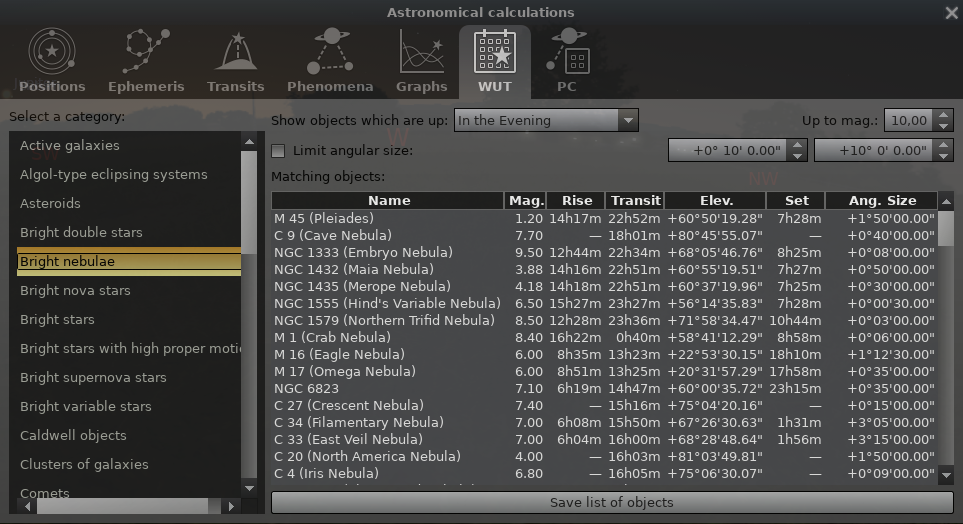 Astronomical calculations
Positions Ephemeris Transits Phenomena Graphs WUT PC
Select a category:
Active galaxies
Algol-type eclipsing systems
Asteroids
Bright double stars
Bright nebulae
Bright nova stars
Bright stars
Bright stars with high proper
Bright supernova stars
Bright variable stars
Caldwell objects
Clusters of galaxies
Comets
Show objects which are up: In the Evening Up to mag.: 10,00
Limit angular size: +0° 10' 0.00" +10° 0' 0.00"
W
NW
Matching objects:
Name Mag. Rise Transit Elev. Set Ang. Size
M 45 (Pleiades) 1.20 14h17m 22h52m +60°50'19.28" 7h28m +1°50'00.00"
C 9 (Cave Nebula) 7.70 — 18h01m +80°45'55.07" — +0°40'00.00"
NGC 1333 (Embryo Nebula) 9.50 12h44m 22h34m +68°05'46.76" 8h25m +0°08'00.00"
NGC 1432 (Maia Nebula) 3.88 14h16m 22h51m +60°55'19.51" 7h27m +0°50'00.00"
NGC 1435 (Merope Nebula) 4.18 14h18m 22h51m +60°37'19.96" 7h25m +0°30'00.00"
NGC 1555 (Hind's Variable Nebula) 6.50 15h27m 23h27m +56°14'35.83" 7h28m +0°00'30.00"
NGC 1579 (Northern Trifid Nebula) 8.50 12h28m 23h36m +71°58'34.47" 10h44m +0°03'00.00"
M 1 (Crab Nebula) 8.40 16h22m 0h40m +58°41'12.29" 8h58m +0°06'00.00"
M 16 (Eagle Nebula) 6.00 8h35m 13h23m +22°53'30.15" 18h10m +1°12'30.00"
M 17 (Omega Nebula) 6.00 8h51m 13h25m +20°31'57.29" 17h58m +0°35'00.00"
NGC 6823 7.10 6h19m 14h47m +60°00'35.72" 23h15m +0°35'00.00"
C 27 (Crescent Nebula) 7.40 — 15h16m +75°04'20.16" — +0°15'00.00"
C 34 (Filamentary Nebula) 7.00 6h08m 15h50m +67°26'30.63" 1h31m +3°05'00.00"
C 33 (East Veil Nebula) 7.00 6h04m 16h00m +68°28'48.64" 1h56m +3°15'00.00"
C 20 (North America Nebula) 4.00 — 16h03m +81°03'49.81" — +1°50'00.00"
C 4 (Iris Nebula) 6.80 — 16h05m +75°06'30.07" — +0°09'00.00"
Save list of objects